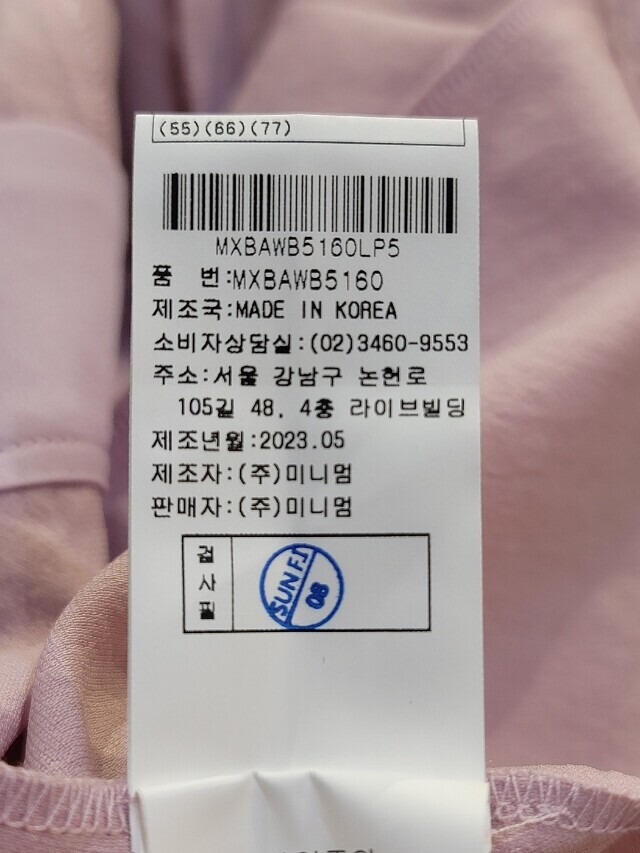 (55)(66)(77)
MXBAWB5160LP5
품 번:MXBAWB5160
제조국:MADE IN KOREA
소비자상담실:(02)3460-9553
주소:서울 강남구 논현로
105길 48, 4층 라이브빌딩
제조년월:2023.05
제조자:(주)미니멈
판매자:(주)미니멈
검사필
SUN F.I
08